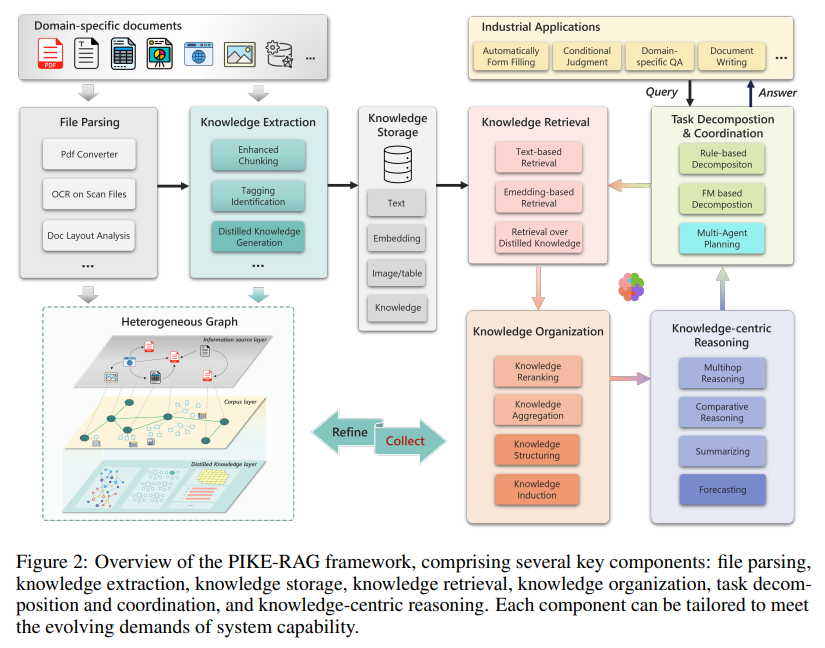 Domain-specific documents
PDF
T
...
Industrial Applications
Automatically
Form Filling
Conditional
Judgment
Domain-
specific QA
Document
Writing
...
Query
Answer
File Parsing
Pdf Converter
OCR on Scan Files
Doc Layout Analysis
...
Knowledge Extraction
Enhanced
Chunking
Tagging
Identification
Distilled Knowledge
Generation
...
Knowledge
Storage
Text
Embedding
Image/table
Knowledge
Knowledge Retrieval
Text-based
Retrieval
Emedding-based
Retrieval
Retrieval over
Distilled Knowledge
Task Decompostion
& Coordination
Rule-based
Decompositon
FM based
Decompostion
Multi-Agent
Planning
Heterogeneous Graph
Information source layer
Corpus layer
Distilled Knowledge layer
Refine
Collect
Knowledge Organization
Knowledge
Reranking
Knowledge
Aggregation
Knowledge
Structuring
Knowledge
Induction
Knowledge-centric
Reasoning
Multihop
Reasoning
Comparative
Reasoning
Summarizing
Forecasting
Figure 2: Overview of the PIKE-RAG framework, comprising several key components: file parsing,
knowledge extraction, knowledge storage, knowledge retrieval, knowledge organization, task decom-
position and coordination, and knowledge-centric reasoning. Each component can be tailored to meet
the evolving demands of system capability.